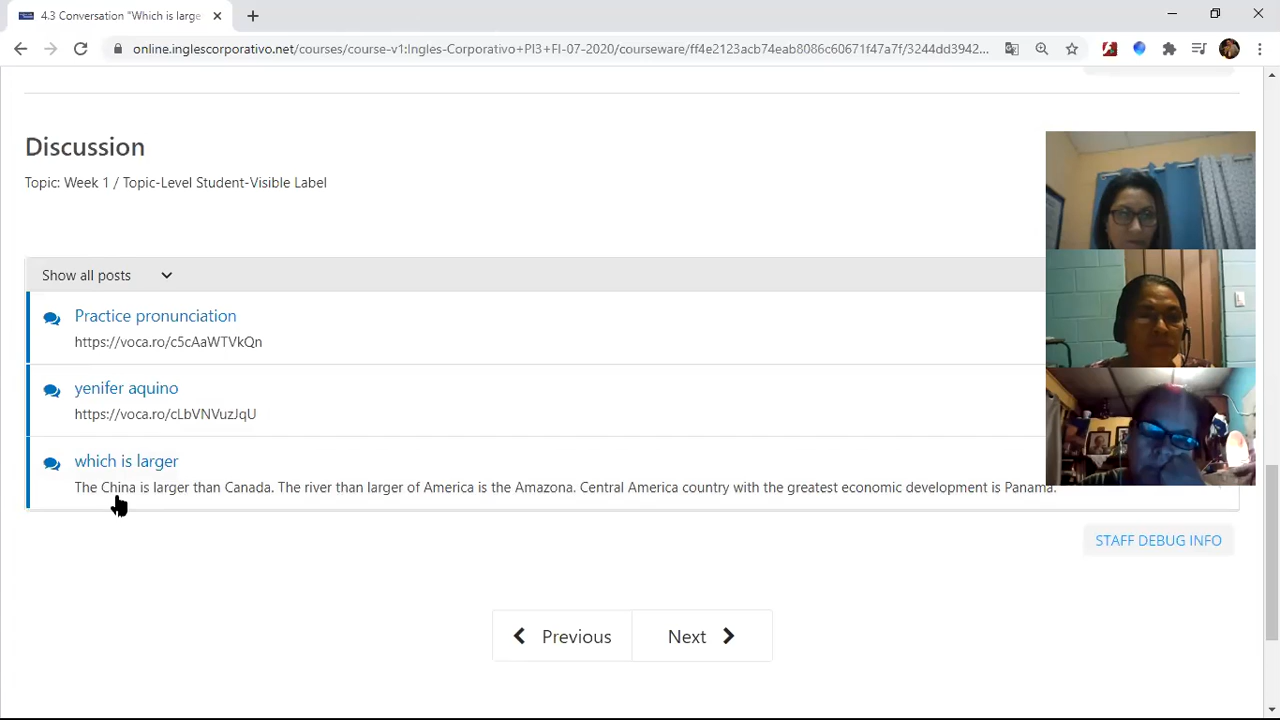 4.3 Conversation "Which is large
online.inglescorporativo.net/courses/course-v1:Ingles-Corporativo+PI3+FI-07-2020/courseware/ff4e2123acb74eab8086c60671f47a7f/3244dd3942...
Discussion
Topic: Week 1 / Topic-Level Student-Visible Label
Show all posts
Practice pronunciation
https://voca.ro/c5cAaWTVkQn
yenifer aquino
https://voca.ro/cLbVNVuzJqU
which is larger
The China is larger than Canada. The river than larger of America is the Amazona. Central America country with the greatest economic development is Panama.
STAFF DEBUG INFO
Previous
Next